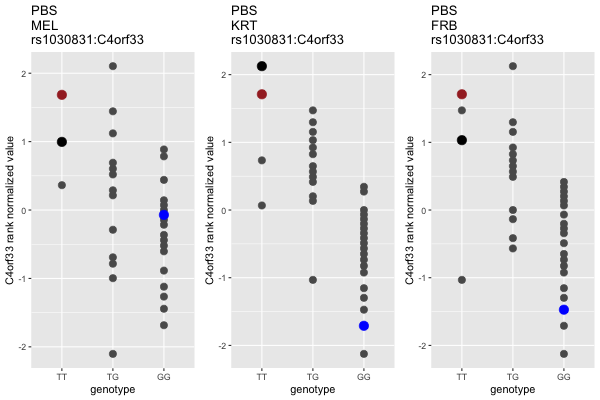 PBS
MEL
rs1030831:C4orf33
C4orf33 rank normalized value
2
1
0
-1
-2
TT
TG
GG
genotype
PBS
KRT
rs1030831:C4orf33
C4orf33 rank normalized value
2
1
0
-1
-2
TT
TG
GG
genotype
PBS
FRB
rs1030831:C4orf33
C4orf33 rank normalized value
2
1
0
-1
-2
TT
TG
GG
genotype